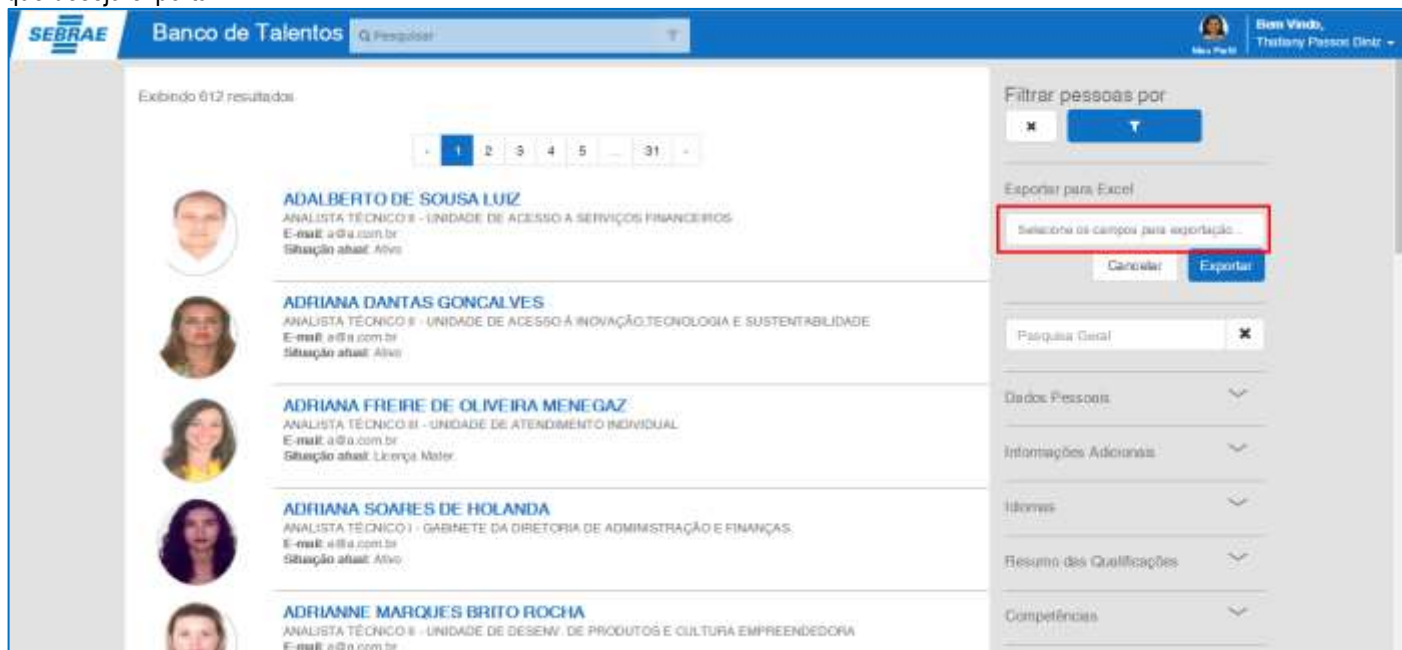 SEBRAE
Banco de Talentos
Pesquisar
Meu Perfil
Bem Vindo,
Thatiany Passos Diniz
Exibindo 612 resultados
1 2 3 4 5 ... 31
ADALBERTO DE SOUSA LUIZ
ANALISTA TÉCNICO II - UNIDADE DE ACESSO A SERVIÇOS FINANCEIROS
E-mail: a@a.com.br
Situação atual: Ativo
ADRIANA DANTAS GONCALVES
ANALISTA TÉCNICO II - UNIDADE DE ACESSO À INOVAÇÃO,TECNOLOGIA E SUSTENTABILIDADE
E-mail: a@a.com.br
Situação atual: Ativo
ADRIANA FREIRE DE OLIVEIRA MENEGAZ
ANALISTA TÉCNICO III - UNIDADE DE ATENDIMENTO INDIVIDUAL
E-mail: a@a.com.br
Situação atual: Licença Mater.
ADRIANA SOARES DE HOLANDA
ANALISTA TÉCNICO I - GABINETE DA DIRETORIA DE ADMINISTRAÇÃO E FINANÇAS
E-mail: a@a.com.br
Situação atual: Ativo
ADRIANNE MARQUES BRITO ROCHA
ANALISTA TÉCNICO II - UNIDADE DE DESENV. DE PRODUTOS E CULTURA EMPREENDEDORA
E-mail: a@a.com.br
Filtrar pessoas por
Exportar para Excel
Selecione os campos para exportação...
Cancelar
Exportar
Pesquisa Geral
Dados Pessoais
Informações Adicionais
Idiomas
Resumo das Qualificações
Competências